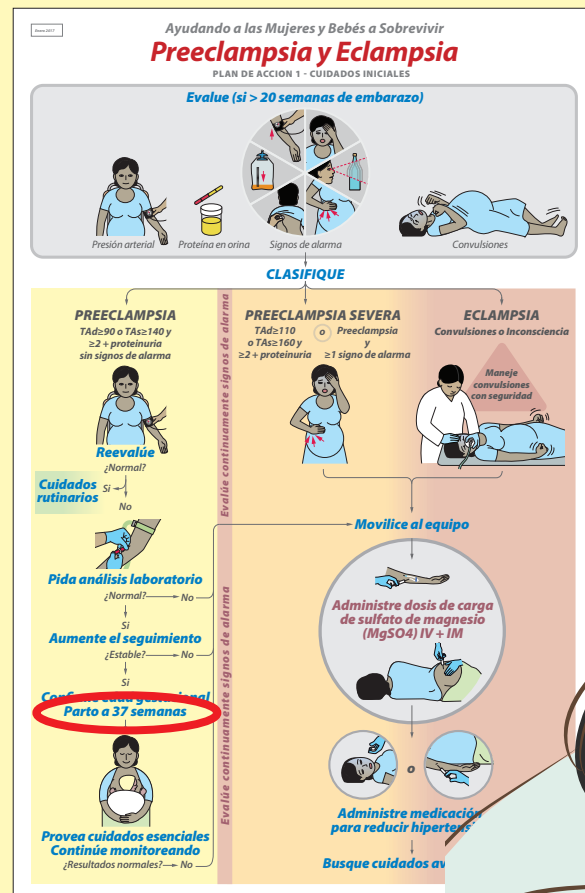 Enero 2017
Ayudando a las Mujeres y Bebés a Sobrevivir
Preeclampsia y Eclampsia
PLAN DE ACCION 1 - CUIDADOS INICIALES
Evalue (si > 20 semanas de embarazo)
Presión arterial
Proteína en orina
Signos de alarma
Convulsiones
CLASIFIQUE
PREECLAMPSIA
TAd≥90 o TAs≥140 y
≥2 + proteinuria
sin signos de alarma
Reevalúe
¿Normal?
Si
Cuidados
rutinarios
No
Pida análisis laboratorio
¿Normal?
No
Si
Aumente el seguimiento
¿Estable?
No
Si
gestacional
Parto a 37 semanas
Provea cuidados esenciales
Continúe monitoreando
¿Resultados normales?
No
Evalúe continuamente signos de alarma
Evalúe continuamente signos de alarma
PREECLAMPSIA SEVERA
TAd≥110
o TAs≥160 y
≥2 + proteinuria
o
Preeclampsia
y
≥1 signo de alarma
ECLAMPSIA
Convulsiones o Inconsciencia
Maneje
convulsiones
con seguridad
Movilice al equipo
Administre dosis de carga
de sulfato de magnesio
(MgSO4) IV + IM
o
Administre medicación
para reducir
Busque cuidados